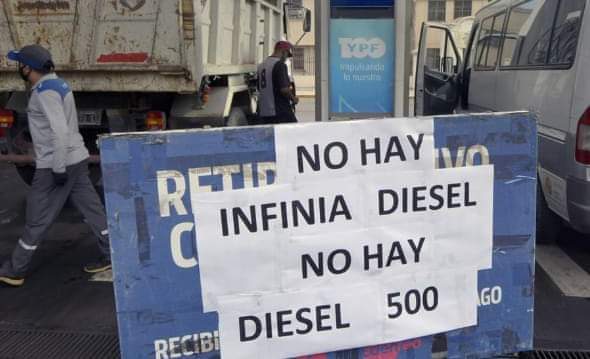 YPF
impulsando
lo nuestro
NO HAY
INFINIA DIESEL
NO HAY
DIESEL 500